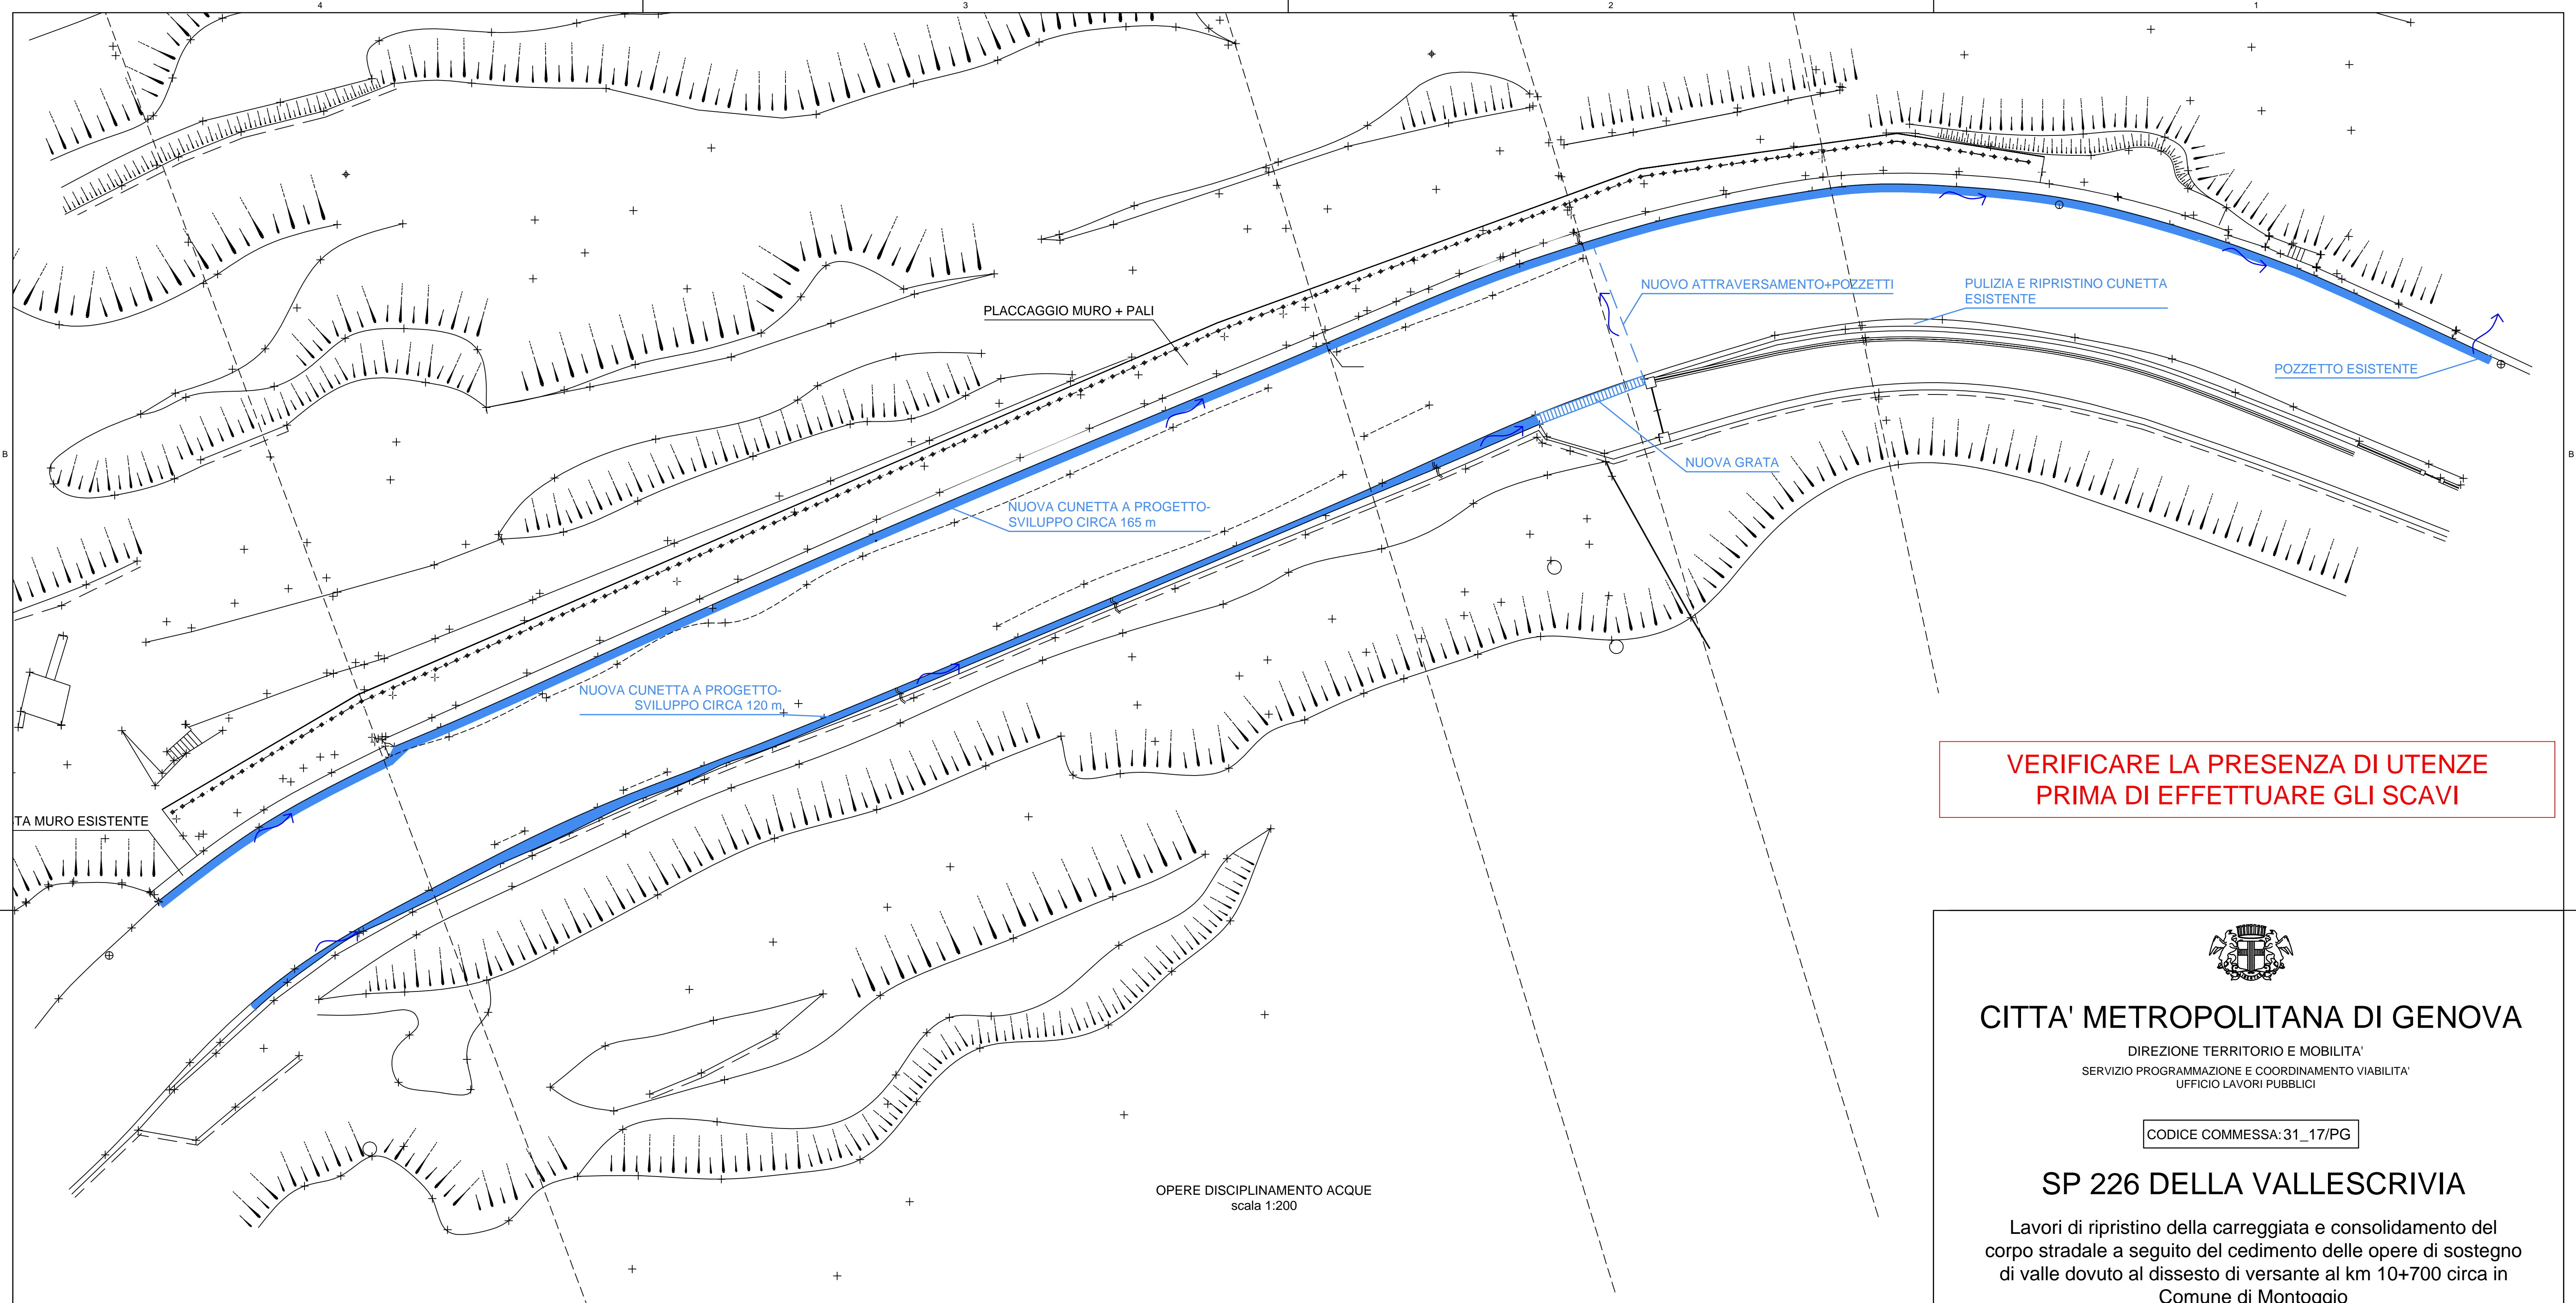 4
3
2
1
PLACCAGGIO MURO + PALI
NUOVO ATTRAVERSAMENTO+POZZETTI
PULIZIA E RIPRISTINO CUNETTA
ESISTENTE
POZZETTO ESISTENTE
B
B
NUOVA GRATA
NUOVA CUNETTA A PROGETTO-
SVILUPPO CIRCA 165 m
NUOVA CUNETTA A PROGETTO-
SVILUPPO CIRCA 120 m
TA MURO ESISTENTE
VERIFICARE LA PRESENZA DI UTENZE
PRIMA DI EFFETTUARE GLI SCAVI
CITTA' METROPOLITANA DI GENOVA
DIREZIONE TERRITORIO E MOBILITA'
SERVIZIO PROGRAMMAZIONE E COORDINAMENTO VIABILITA'
UFFICIO LAVORI PUBBLICI
CODICE COMMESSA: 31_17/PG
SP 226 DELLA VALLESCRIVIA
OPERE DISCIPLINAMENTO ACQUE
scala 1:200
Lavori di ripristino della carreggiata e consolidamento del
corpo stradale a seguito del cedimento delle opere di sostegno
di valle dovuto al dissesto di versante al km 10+700 circa in
Comune di Montoggio